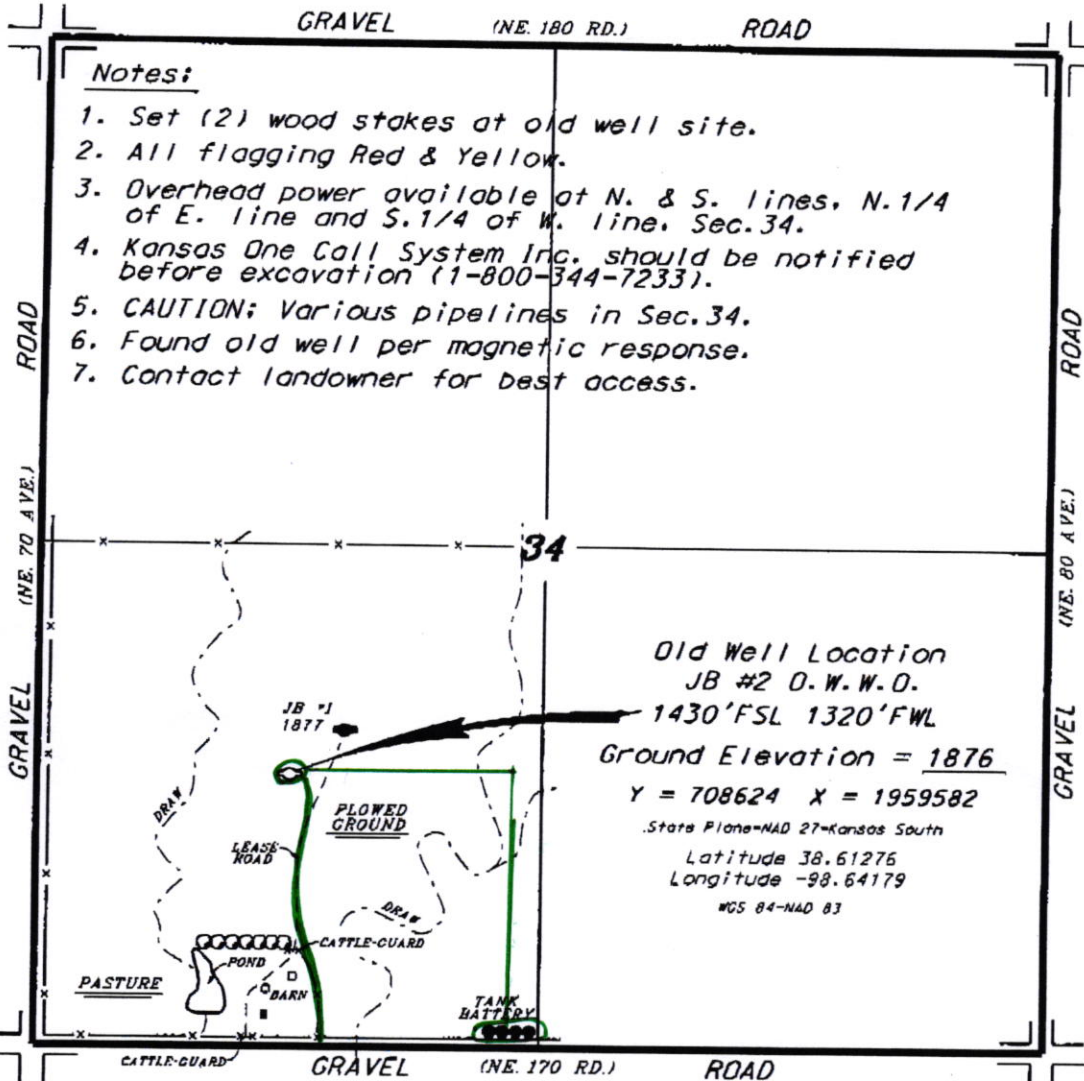 GRAVEL (NE. 180 RD.) ROAD
Notes:
1. Set (2) wood stakes at old well site.
2. All flagging Red & Yellow.
3. Overhead power available at N. & S. lines, N.1/4
of E. line and S.1/4 of W. line, Sec.34.
4. Kansas One Call System Inc. should be notified
before excavation (1-800-344-7233).
5. CAUTION: Various pipelines in Sec.34.
6. Found old well per magnetic response.
7. Contact landowner for best access.
GRAVEL (NE. 70 AVE.) ROAD
GRAVEL (NE. 80 AVE.) ROAD
34
Old Well Location
JB #2 O.W.W.O.
1430'FSL 1320'FWL
Ground Elevation = 1876
Y = 708624 X = 1959582
State Plane-NAD 27-Kansas South
Latitude 38.61276
Longitude -98.64179
WGS 84-NAD 83
JB #1
1877
DRAW
PLOWED
GROUND
LEASE
ROAD
DRAW
CATTLE-GUARD
POND
PASTURE
BARN
TANK
BATTERY
CATTLE-GUARD
GRAVEL (NE. 170 RD.) ROAD